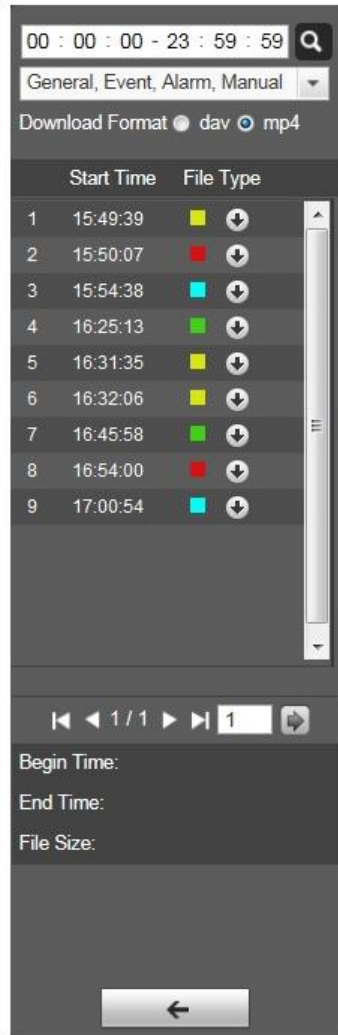 00 : 00 : 00 - 23 : 59 : 59
General, Event, Alarm, Manual
Download Format dav mp4
Start Time File Type
1 15:49:39
2 15:50:07
3 15:54:38
4 16:25:13
5 16:31:35
6 16:32:06
7 16:45:58
8 16:54:00
9 17:00:54
1 / 1 1
Begin Time:
End Time:
File Size: